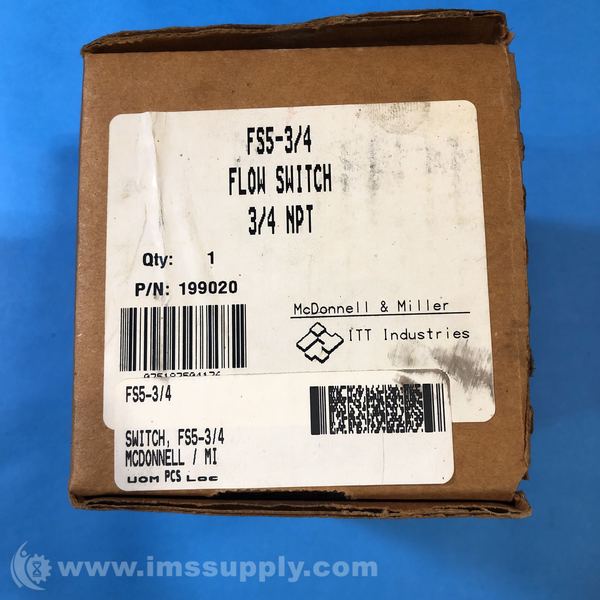 FS5-3/4
FLOW SWITCH
3/4 NPT
Qty: 1
P/N: 199020
McDonnell & Miller
ITT Industries
FS5-3/4
SWITCH, FS5-3/4
MCDONNELL / MI
UOM PCS Loc
www.imssupply.com